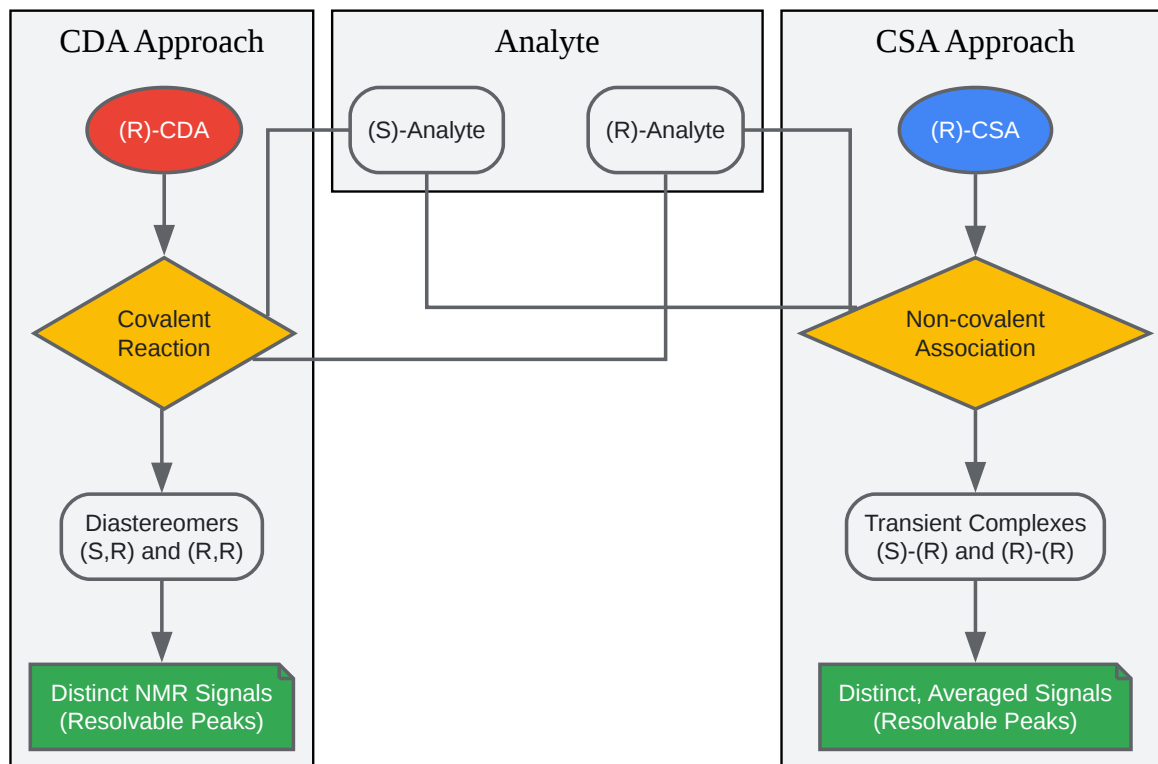 CDA Approach
(R)-CDA
Covalent
Reaction
Diastereomers
(S,R) and (R,R)
Distinct NMR Signals
(Resolvable Peaks)
Analyte
(S)-Analyte
(R)-Analyte
CSA Approach
(R)-CSA
Non-covalent
Association
Transient Complexes
(S)-(R) and (R)-(R)
Distinct, Averaged Signals
(Resolvable Peaks)